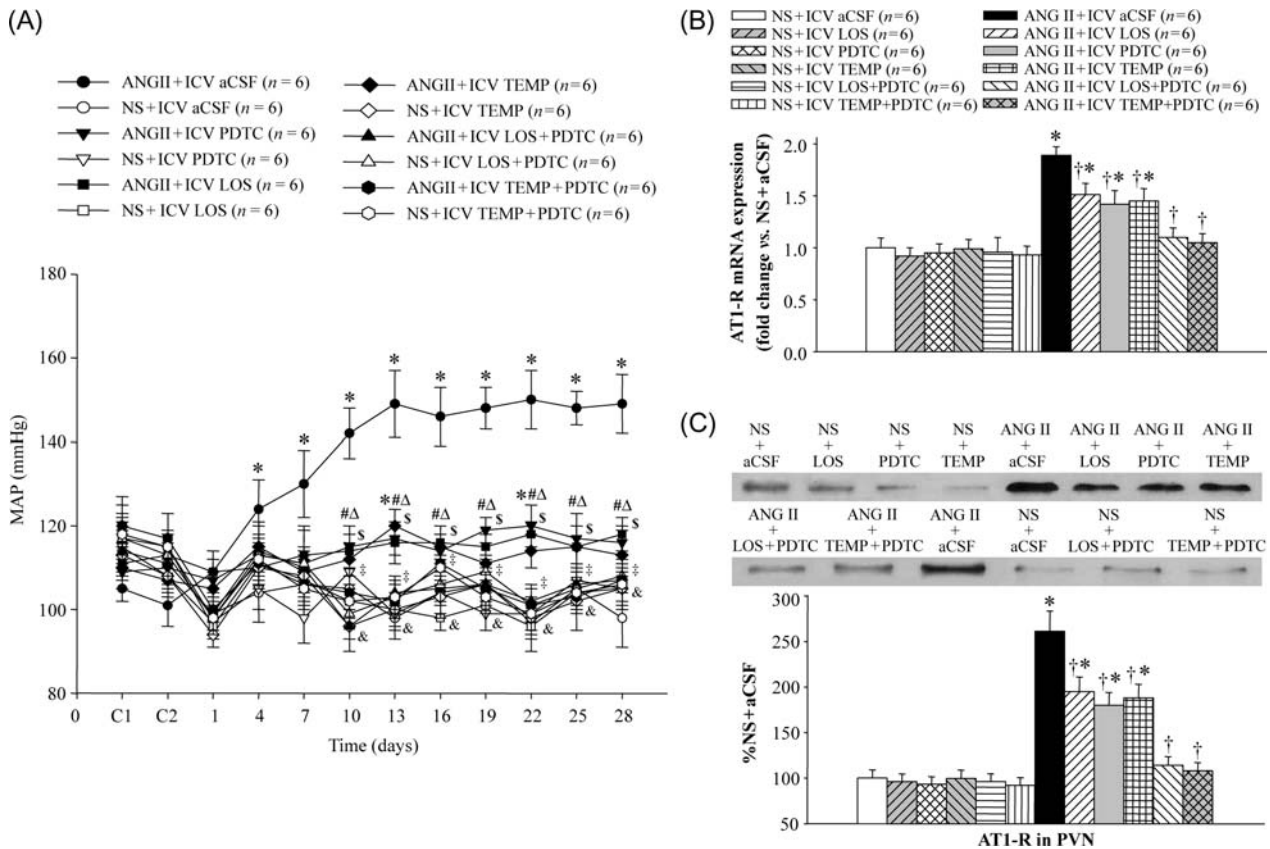 (A)
ANGII+ICV aCSF (n=6)
NS+ICV aCSF (n=6)
ANGII+ICV PDTC (n=6)
NS+ICV PDTC (n=6)
ANGII+ICV LOS (n=6)
NS+ICV LOS (n=6)
ANGII+ICV TEMP (n=6)
NS+ICV TEMP (n=6)
ANGII+ICV LOS+PDTC (n=6)
NS+ICV LOS+PDTC (n=6)
ANGII+ICV TEMP+PDTC (n=6)
NS+ICV TEMP+PDTC (n=6)
MAP (mmHg)
180
160
140
120
100
80
* * * * * * * * *
#Δ *#Δ #Δ #Δ *#Δ #Δ #Δ
$ $ $ $ $ $ $
‡ ‡ ‡ ‡ ‡ ‡ ‡
& & & & & & &
0 C1 C2 1 4 7 10 13 16 19 22 25 28
Time (days)
(B)
NS+ICV aCSF (n=6)
NS+ICV LOS (n=6)
NS+ICV PDTC (n=6)
NS+ICV TEMP (n=6)
NS+ICV LOS+PDTC (n=6)
NS+ICV TEMP+PDTC (n=6)
ANG II+ICV aCSF (n=6)
ANG II+ICV LOS (n=6)
ANG II+ICV PDTC (n=6)
ANG II+ICV TEMP (n=6)
ANG II+ICV LOS+PDTC (n=6)
ANG II+ICV TEMP+PDTC (n=6)
AT1-R mRNA expression
(fold change vs. NS+aCSF)
2.0
1.5
1.0
0.5
0.0
* †* †* †* † †
(C)
NS NS NS NS ANG II ANG II ANG II ANG II
+ + + + + + + +
aCSF LOS PDTC TEMP aCSF LOS PDTC TEMP
ANG II ANG II ANG II NS NS NS
+ + + + + +
LOS+PDTC TEMP+PDTC aCSF aCSF LOS+PDTC TEMP+PDTC
%NS+aCSF
300
250
200
150
100
50
* †* †* †* † †
AT1-R in PVN